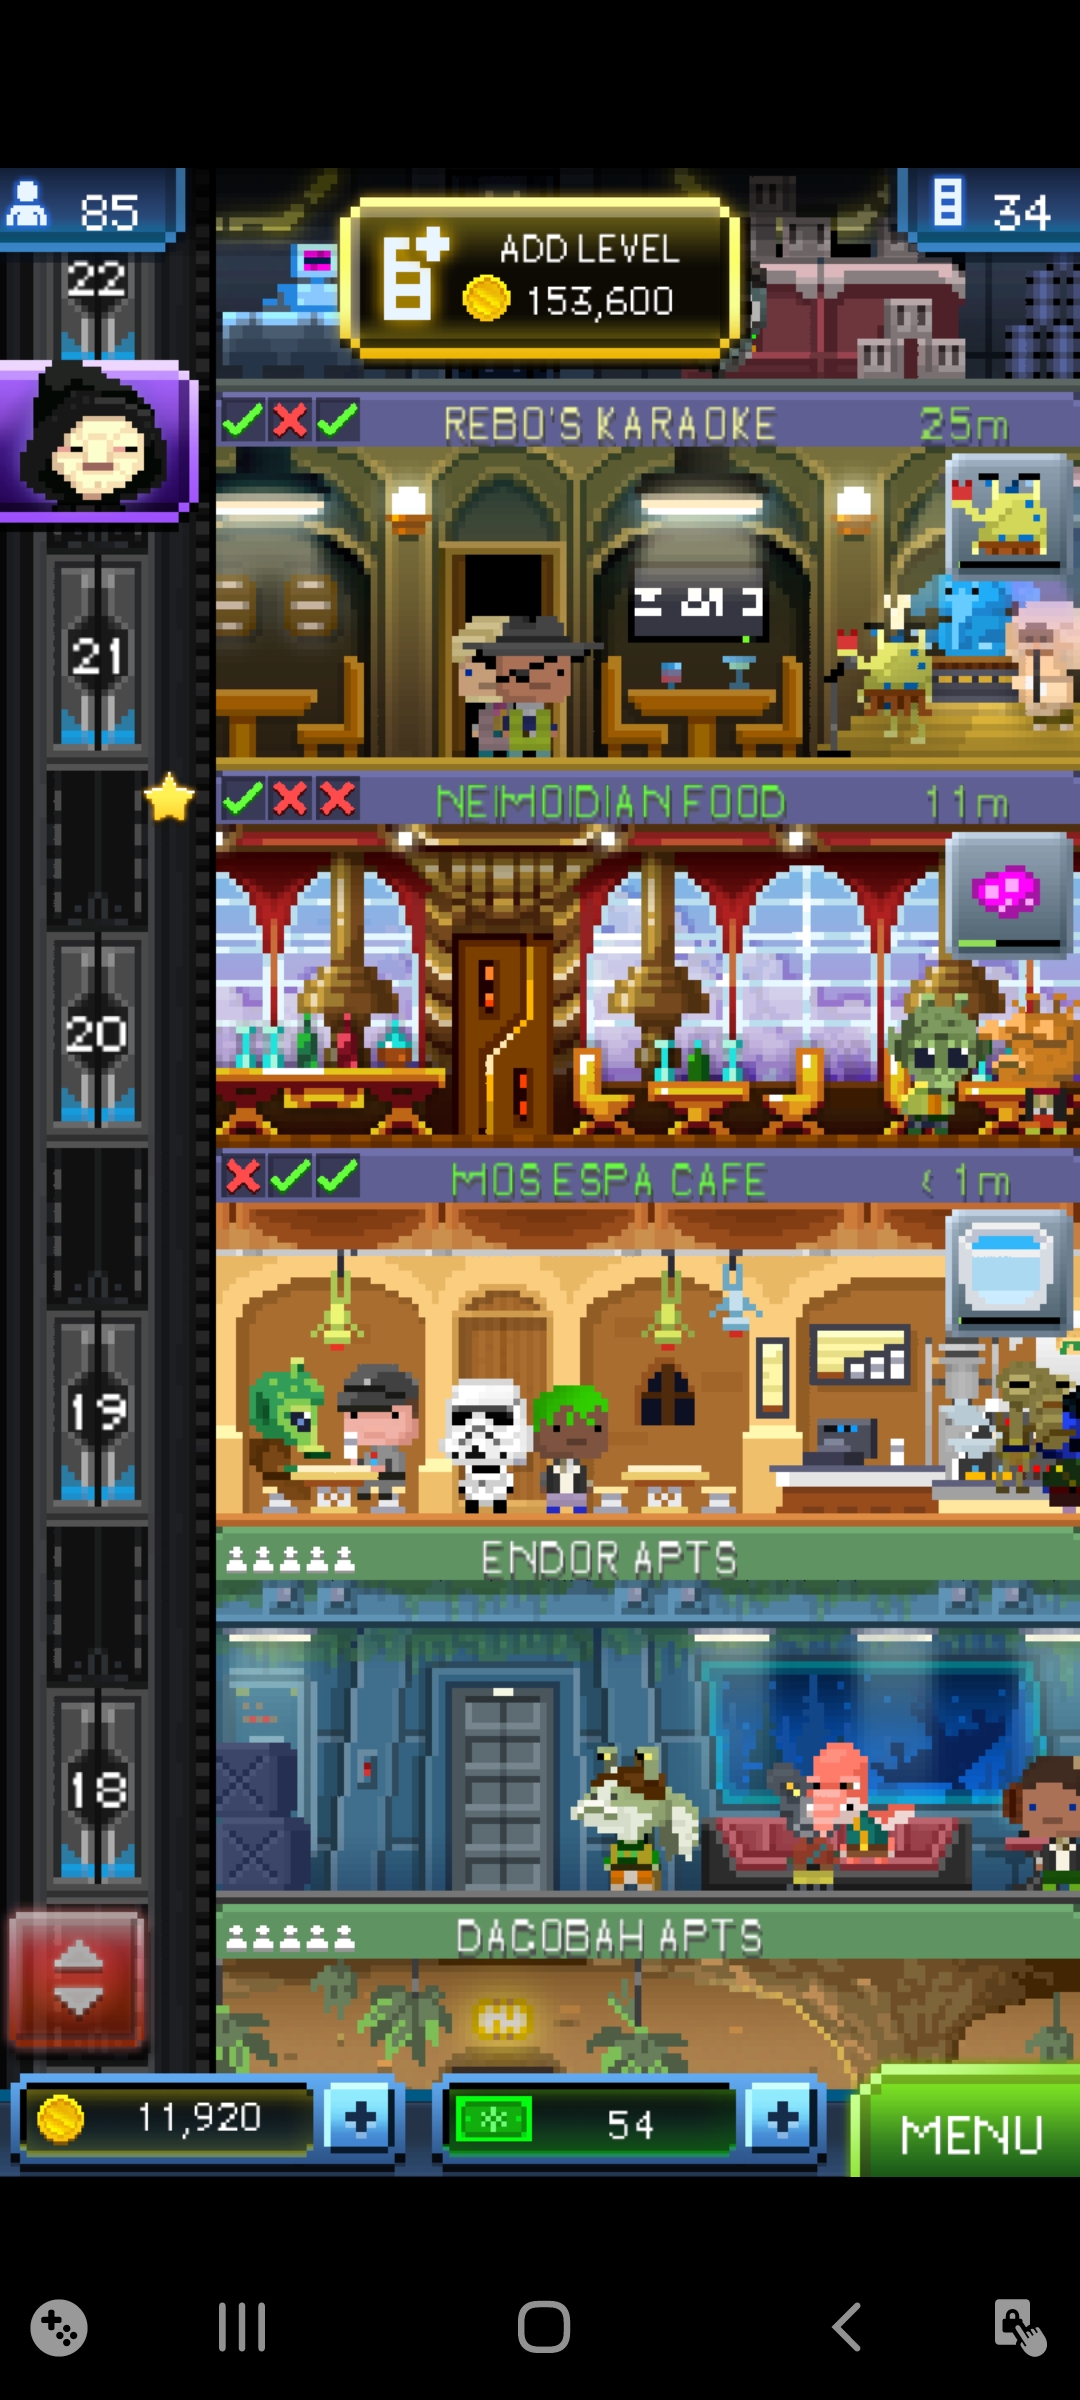 85
34
ADD LEVEL
153,600
22
REBO'S KARAOKE 25m
21
NEIMOIDIAN FOOD 11m
20
MOS ESPA CAFE < 1m
19
ENDOR APTS
18
DAGOBAH APTS
11,920
54
MENU